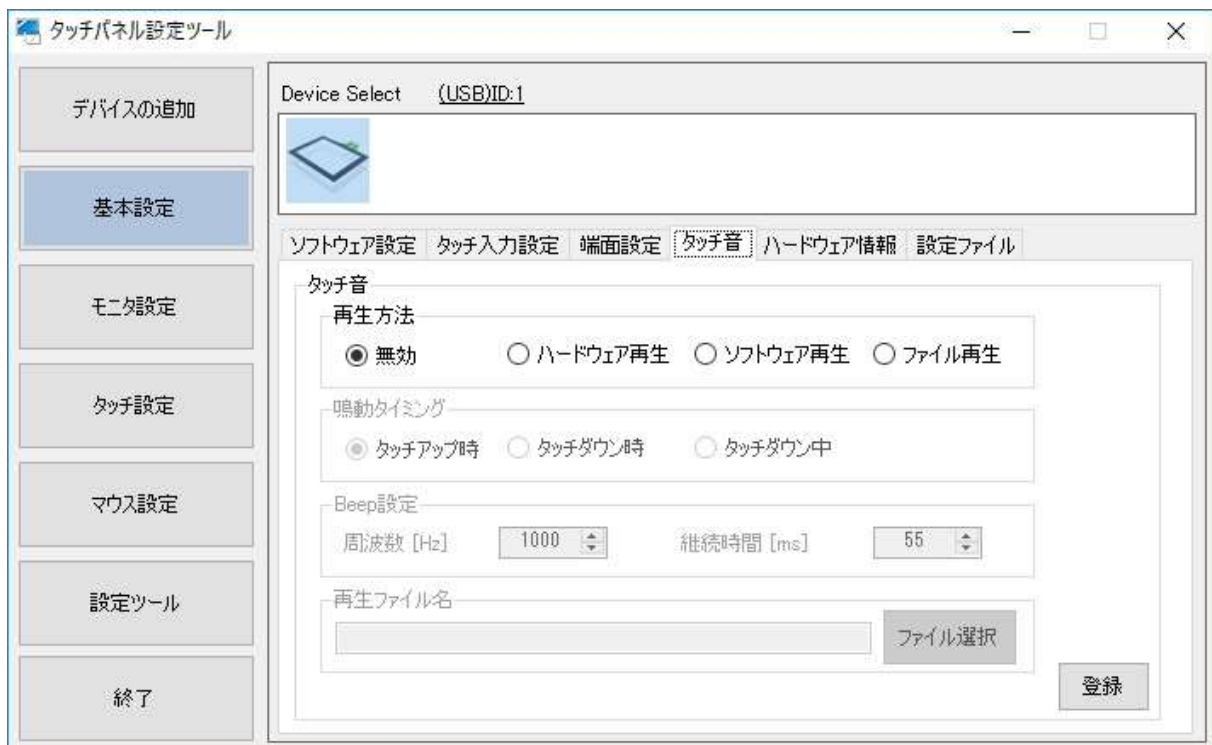 タッチパネル設定ツール
デバイスの追加
基本設定
モニタ設定
タッチ設定
マウス設定
設定ツール
終了
Device Select (USB)ID:1
ソフトウェア設定 タッチ入力設定 端面設定 タッチ音 ハードウェア情報 設定ファイル
タッチ音
再生方法
無効 ハードウェア再生 ソフトウェア再生 ファイル再生
鳴動タイミング
タッチアップ時 タッチダウン時 タッチダウン中
Beep設定
周波数 [Hz] 1000 継続時間 [ms] 55
再生ファイル名
ファイル選択
登録